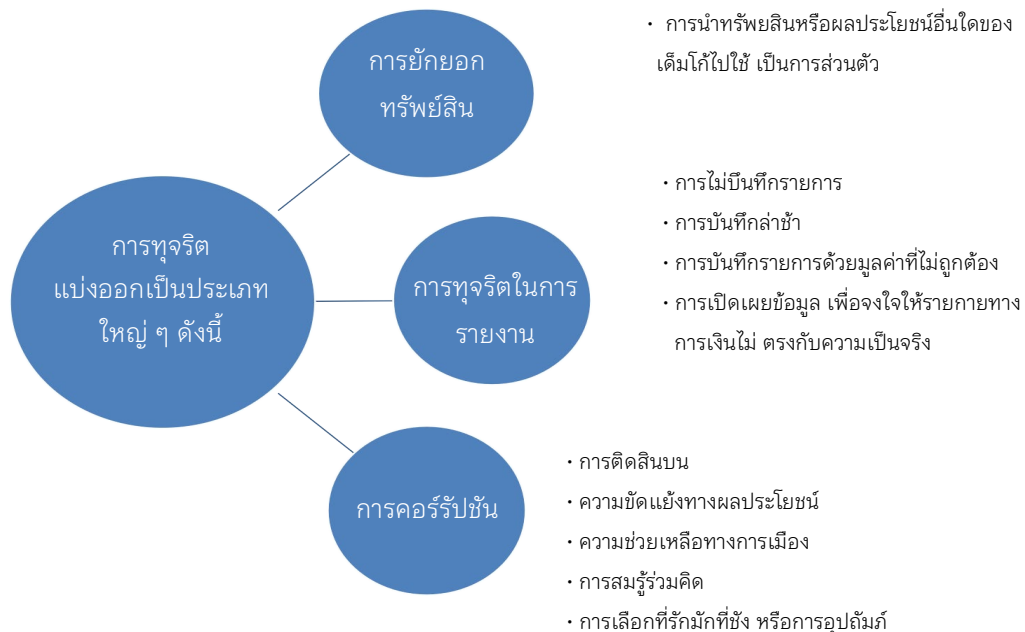 การทุจริต
แบ่งออกเป็นประเภท
ใหญ่ ๆ ดังนี้
การยักยอก
ทรัพย์สิน
· การนำทรัพยสินหรือผลประโยชน์อื่นใดของ
เด็มโก้ไปใช้ เป็นการส่วนตัว
การทุจริตในการ
รายงาน
· การไม่บึนทึกรายการ
· การบันทึกล่าช้า
· การบันทึกรายการด้วยมูลค่าที่ไม่ถูกต้อง
· การเปิดเผยข้อมูล เพื่อจงใจให้รายกายทาง
การเงินไม่ ตรงกับความเป็นจริง
การคอร์รัปชัน
· การติดสินบน
· ความขัดแย้งทางผลประโยชน์
· ความช่วยเหลือทางการเมือง
· การสมรู้ร่วมคิด
· การเลือกที่รักมักที่ชัง หรือการอุปถัมภ์